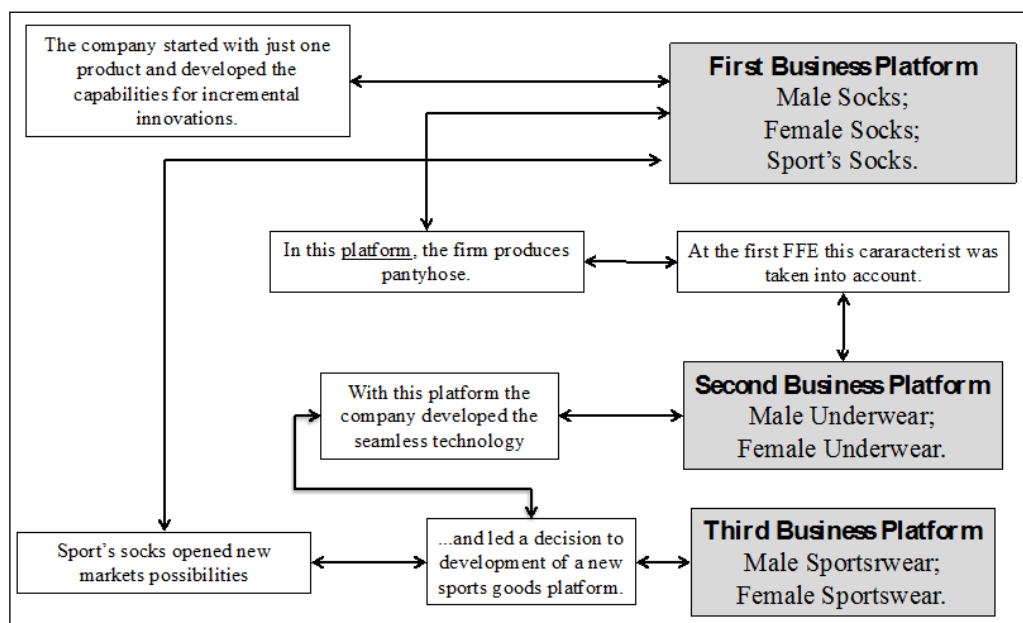 The company started with just one
product and developed the
capabilities for incremental
innovations.
First Business Platform
Male Socks;
Female Socks;
Sport’s Socks.
In this platform, the firm produces
pantyhose.
At the first FFE this cararacterist was
taken into account.
With this platform the
company developed the
seamless technology
Second Business Platform
Male Underwear;
Female Underwear.
Sport’s socks opened new
markets possibilities
...and led a decision to
development of a new
sports goods platform.
Third Business Platform
Male Sportsrwear;
Female Sportswear.